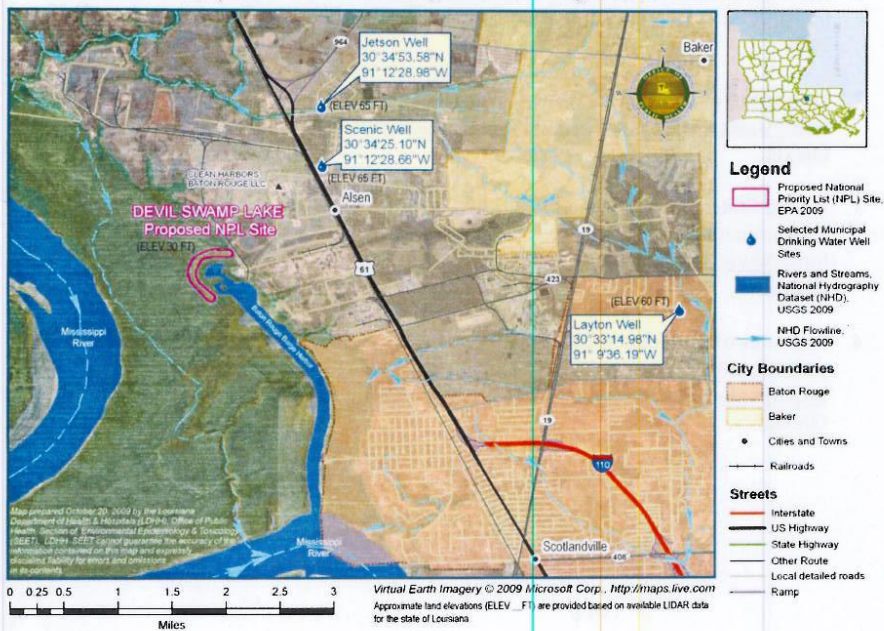 964
Jetson Well
30°34'53.58"N
91°12'28.98"W
(ELEV 65 FT)
Baker
Scenic Well
30°34'25.10"N
91°12'28.66"W
(ELEV 65 FT)
CLEAN HARBORS
BATON ROUGE LLC
Alsen
DEVIL SWAMP LAKE
Proposed NPL Site
(ELEV 30 FT)
19
61
423
(ELEV 60 FT)
Layton Well
30°33'14.98"N
91° 9'36.19"W
Mississippi
River
Baton Rouge Barge Harbor
19
110
Mississippi
River
Scotlandville
408
Map prepared October 20, 2009 by the Louisiana
Department of Health & Hospitals (LDHH), Office of Public
Health, Section of Environmental Epidemiology & Toxicology
(SEET). LDHH SEET cannot guarantee the accuracy of the
information contained on this map and expressly
disclaims liability for errors and omissions
in its contents.
Legend
Proposed National
Priority List (NPL) Site,
EPA 2009
Selected Municipal
Drinking Water Well
Sites
Rivers and Streams,
National Hydrography
Dataset (NHD),
USGS 2009
NHD Flowline,
USGS 2009
City Boundaries
Baton Rouge
Baker
Cities and Towns
Railroads
Streets
Interstate
US Highway
State Highway
Other Route
Local detailed roads
Ramp
0 0.25 0.5 1 1.5 2 2.5 3
Miles
Virtual Earth Imagery © 2009 Microsoft Corp., http://maps.live.com
Approximate land elevations (ELEV __FT) are provided based on available LIDAR data
for the state of Louisiana